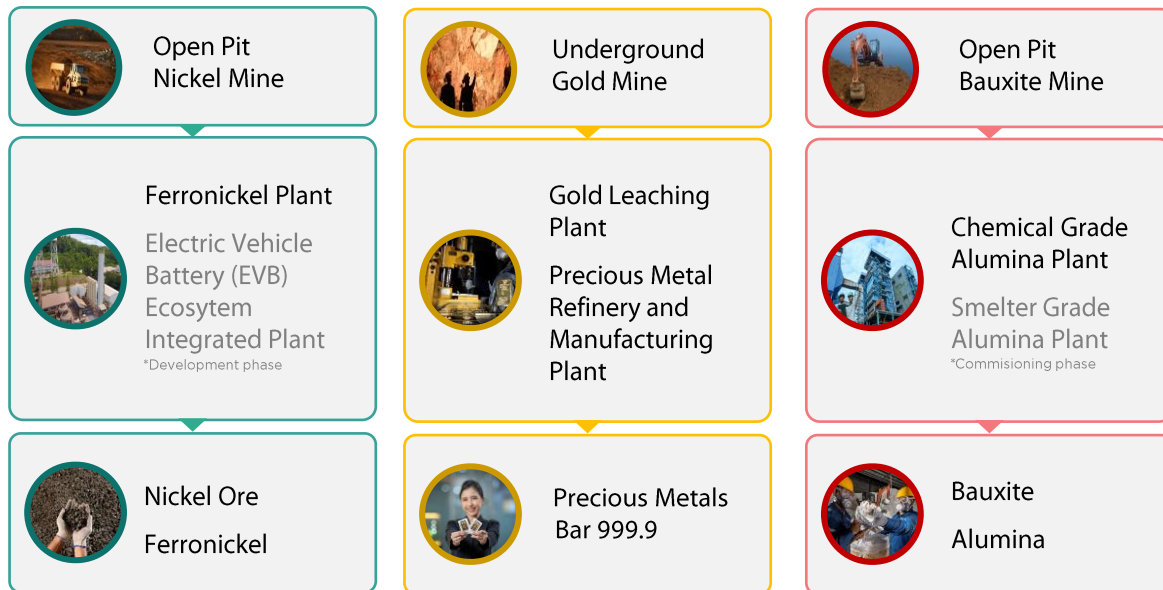 Open Pit
Nickel Mine
Ferronickel Plant
Electric Vehicle
Battery (EVB)
Ecosytem
Integrated Plant
*Development phase
Nickel Ore
Ferronickel
Underground
Gold Mine
Gold Leaching
Plant
Precious Metal
Refinery and
Manufacturing
Plant
Precious Metals
Bar 999.9
Open Pit
Bauxite Mine
Chemical Grade
Alumina Plant
Smelter Grade
Alumina Plant
*Commisioning phase
Bauxite
Alumina